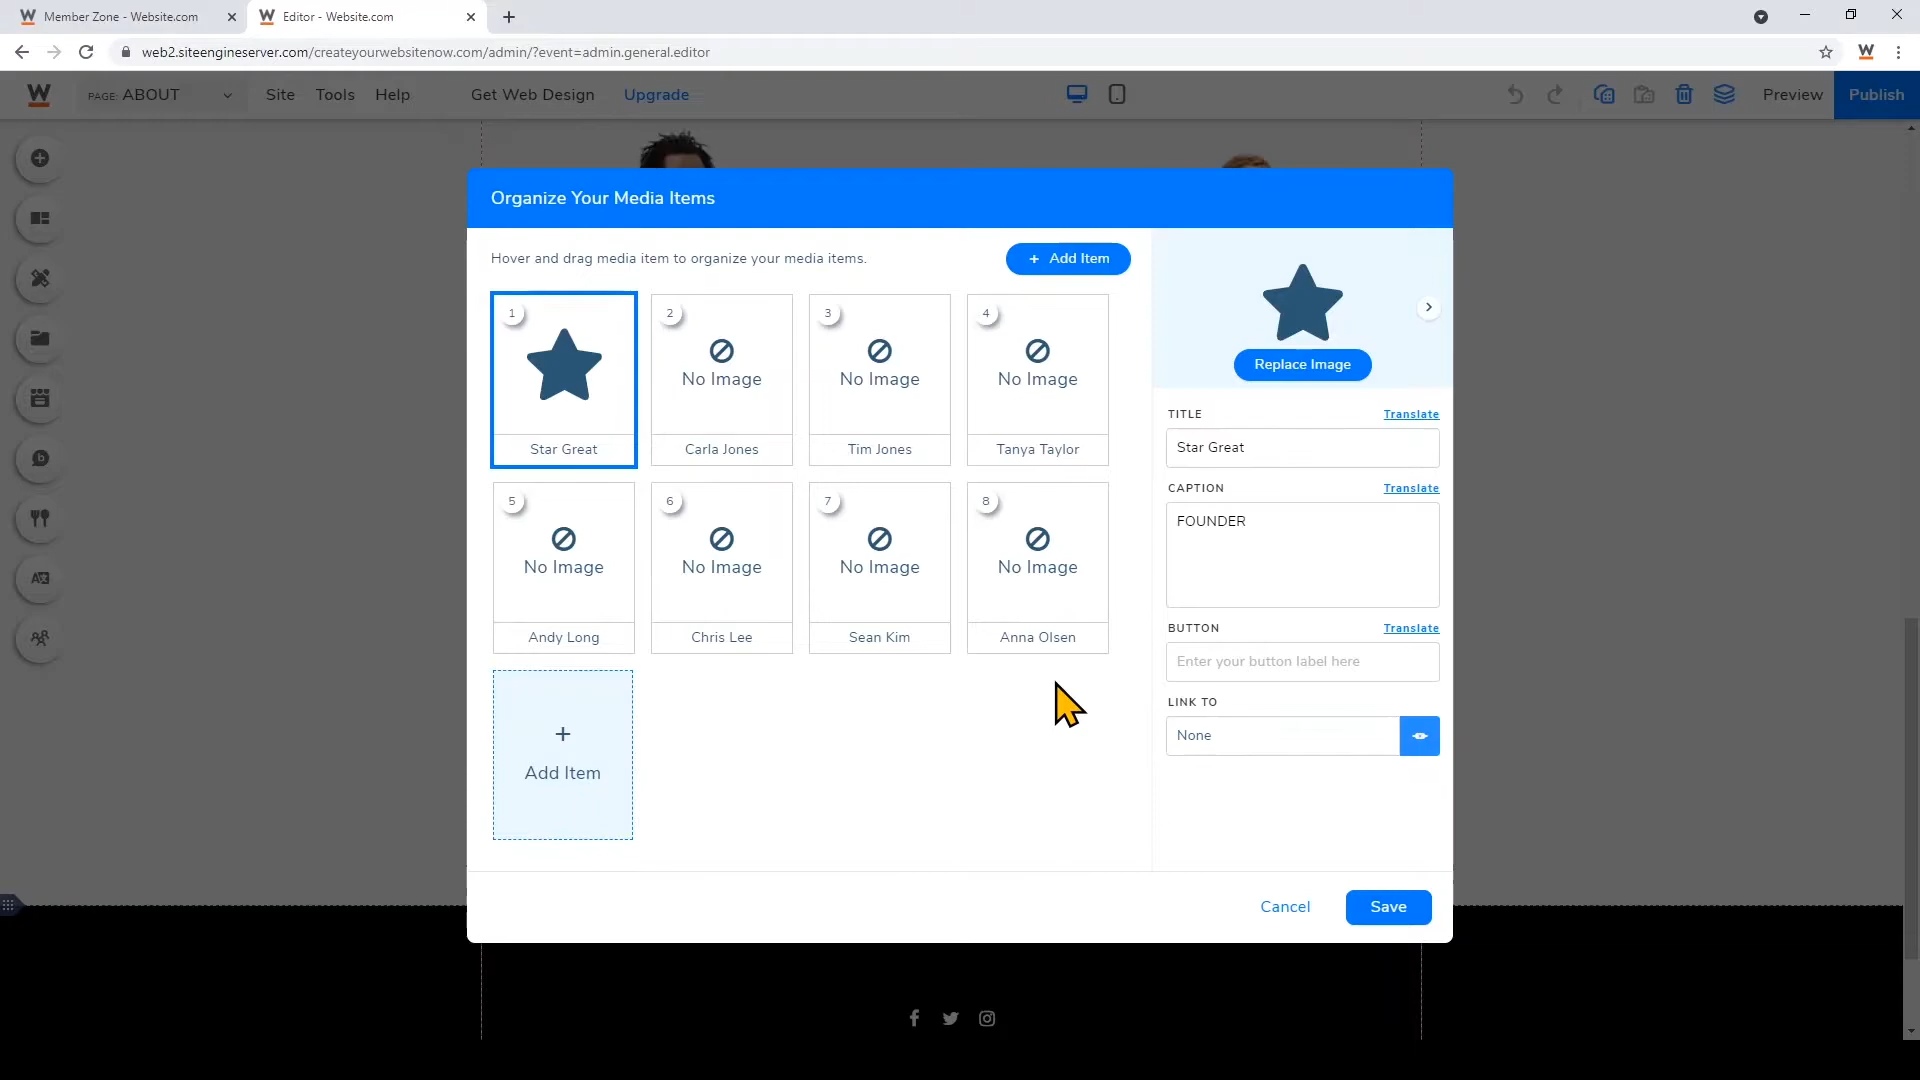 Member Zone - Website.com
Editor - Website.com
web2.siteengineserver.com/createyourwebsitenow.com/admin/?event=admin.general.editor
PAGE: ABOUT
Site
Tools
Help
Get Web Design
Upgrade
Preview
Publish
Organize Your Media Items
Hover and drag media item to organize your media items.
+ Add Item
1
Star Great
2
No Image
Carla Jones
3
No Image
Tim Jones
4
No Image
Tanya Taylor
5
No Image
Andy Long
6
No Image
Chris Lee
7
No Image
Sean Kim
8
No Image
Anna Olsen
+
Add Item
Replace Image
TITLE
Translate
Star Great
CAPTION
Translate
FOUNDER
BUTTON
Translate
Enter your button label here
LINK TO
None
Cancel
Save